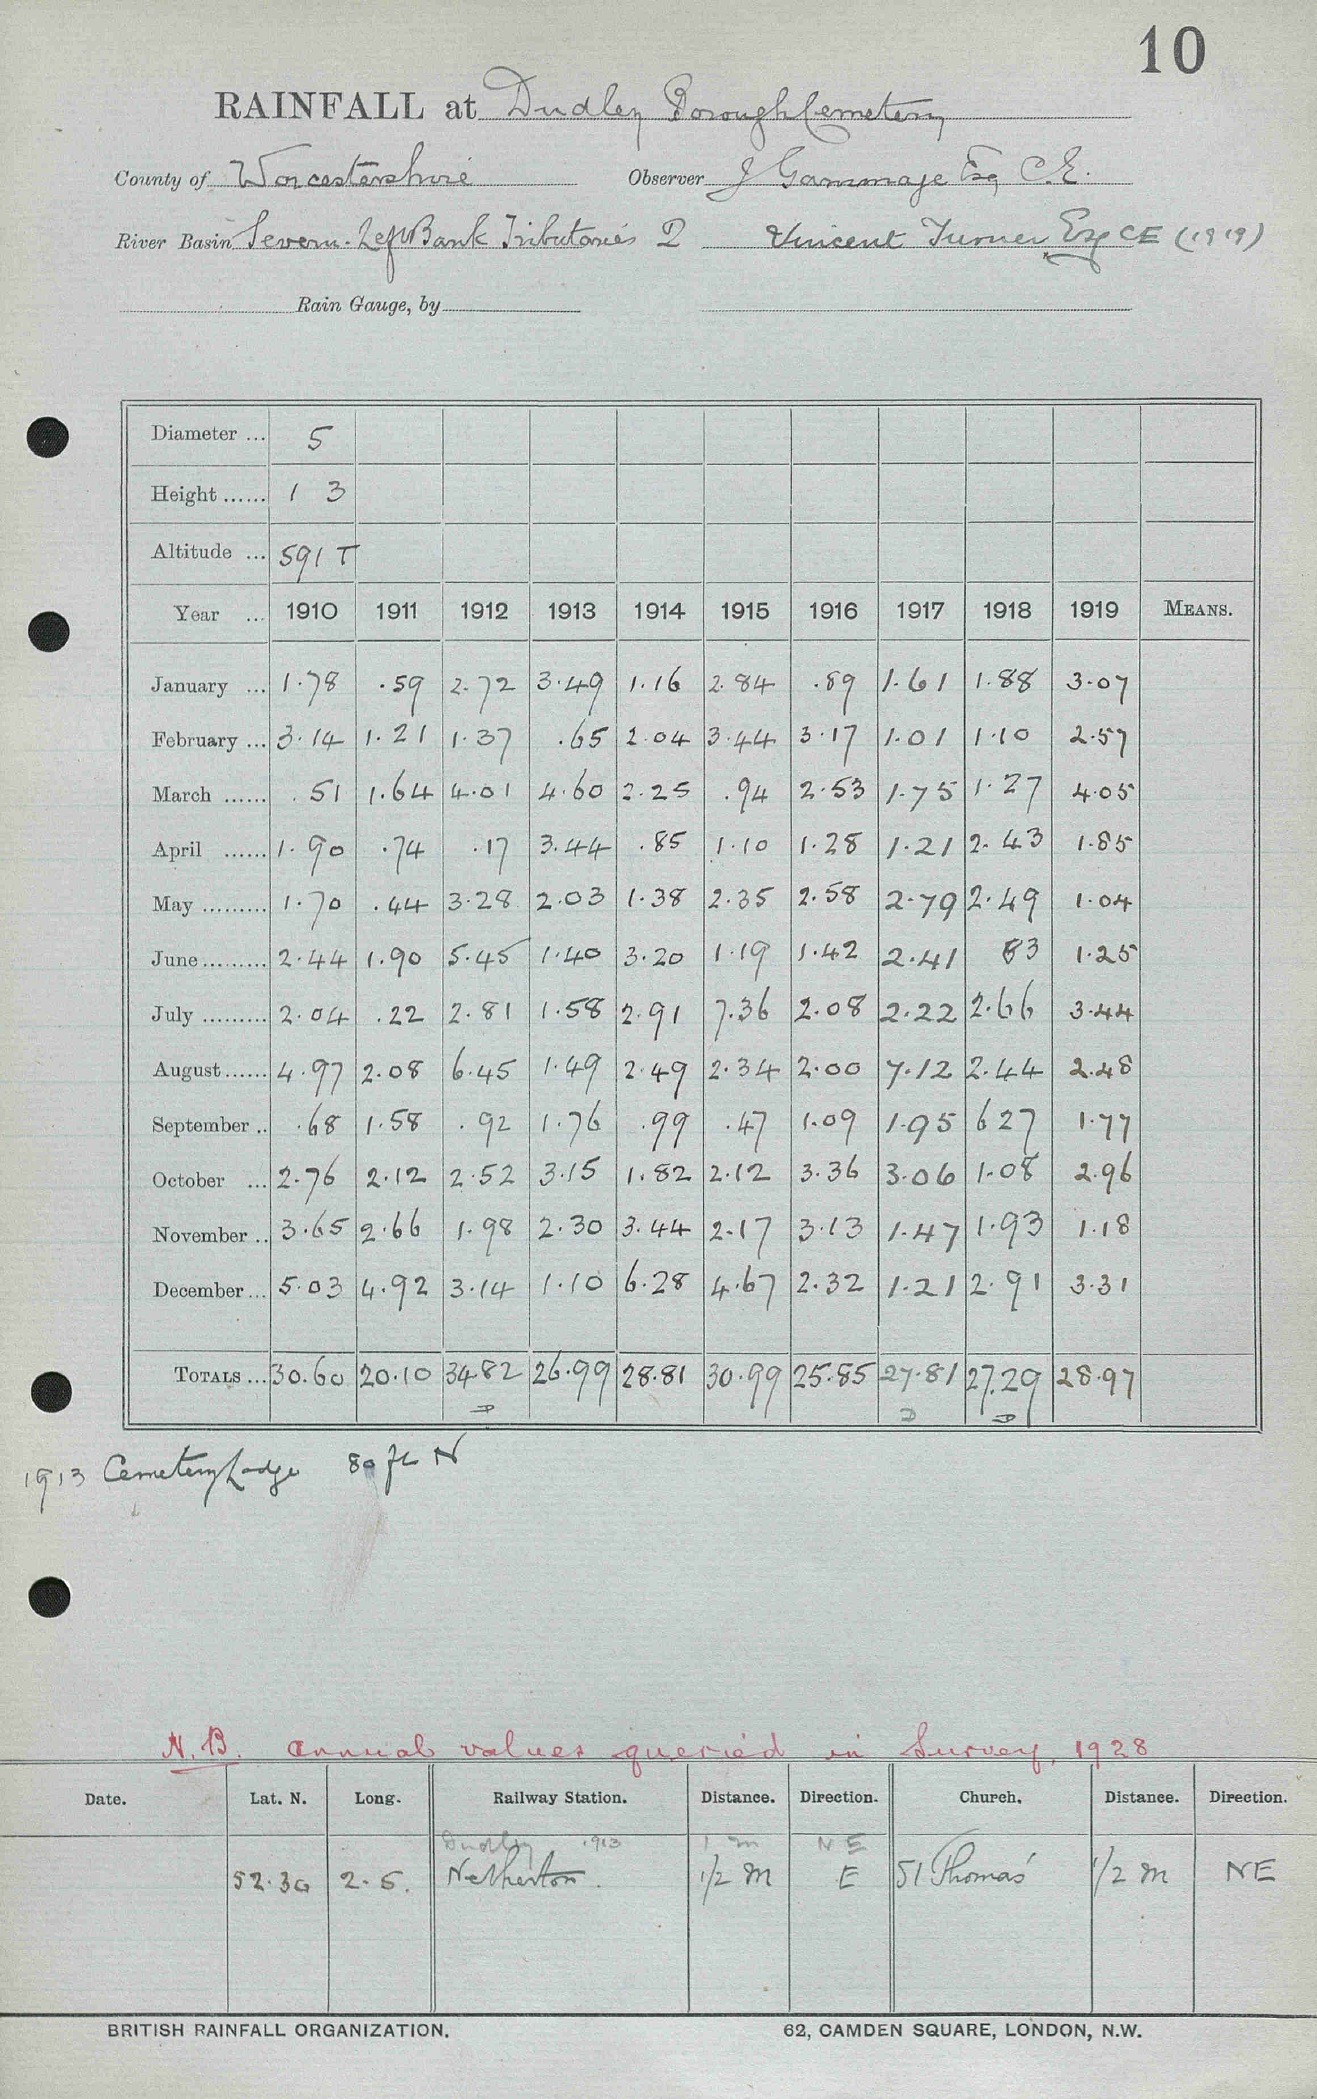 10
RAINFALL at Dudley Borough Cemetery
County of Worcestershire Observer J Gammage Esq C.E.
River Basin Severn. Left Bank Tributaries 2 Vincent Turner Esq CE (1919)
Rain Gauge, by
Diameter ... 5
Height ...... 1 3
Altitude ... 591 T
Year ... 1910 1911 1912 1913 1914 1915 1916 1917 1918 1919 MEANS.
January ... 1.78 .59 2.72 3.49 1.16 2.84 .89 1.61 1.88 3.07
February ... 3.14 1.21 1.37 .65 2.04 3.44 3.17 1.01 1.10 2.57
March ...... .51 1.64 4.01 4.60 2.25 .94 2.53 1.75 1.27 4.05
April ...... 1.90 .74 .17 3.44 .85 1.10 1.28 1.21 2.43 1.85
May ......... 1.70 .44 3.28 2.03 1.38 2.35 2.58 2.79 2.49 1.04
June ......... 2.44 1.90 5.45 1.40 3.20 1.19 1.42 2.41 83 1.25
July ......... 2.04 .22 2.81 1.58 2.91 7.36 2.08 2.22 2.66 3.44
August ...... 4.97 2.08 6.45 1.49 2.49 2.34 2.00 7.12 2.44 2.48
September .. .68 1.58 .92 1.76 .99 .47 1.09 1.95 6 27 1.77
October ... 2.76 2.12 2.52 3.15 1.82 2.12 3.36 3.06 1.08 2.96
November .. 3.65 2.66 1.98 2.30 3.44 2.17 3.13 1.47 1.93 1.18
December ... 5.03 4.92 3.14 1.10 6.28 4.67 2.32 1.21 2.91 3.31
TOTALS ... 30.60 20.10 34.82 26.99 28.81 30.99 25.85 27.81 27.29 28.97
D D D
1913 Cemetery Lodge 80 ft N
N.B. Annual values queried in Survey, 1928
Date. Lat. N. Long. Railway Station. Distance. Direction. Church. Distance. Direction.
Dudley 1913 1 m NE
52.30 2.5. Netherton. 1/2 m E St Thomas' 1/2 m NE
BRITISH RAINFALL ORGANIZATION. 62, CAMDEN SQUARE, LONDON, N.W.